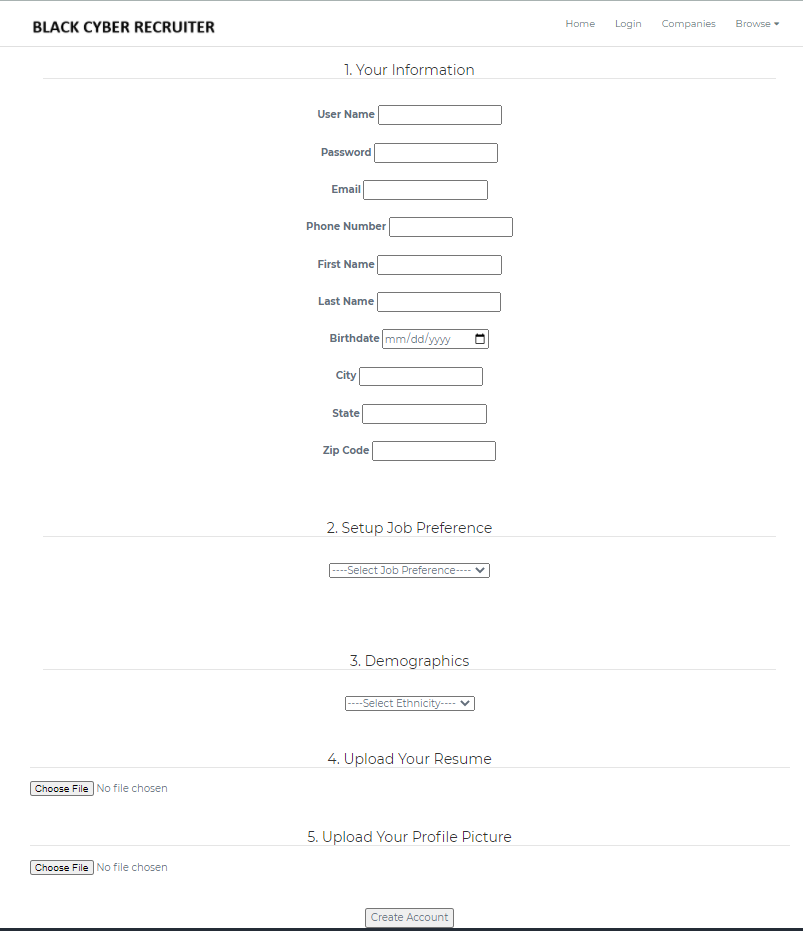 BLACK CYBER RECRUITER Home Login Companies Browse
1. Your Information
User Name
Password
Email
Phone Number
First Name
Last Name
Birthdate mm/dd/yyyy
City
State
Zip Code
2. Setup Job Preference
----Select Job Preference----
3. Demographics
----Select Ethnicity----
4. Upload Your Resume
Choose File No file chosen
5. Upload Your Profile Picture
Choose File No file chosen
Create Account